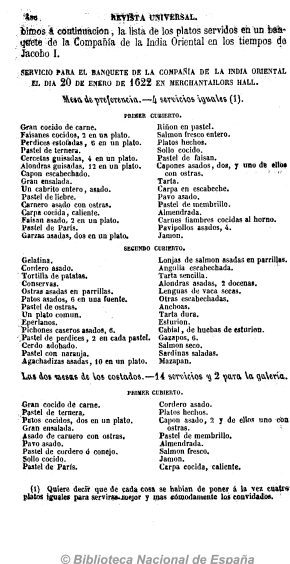 REVISTA UNIVERSAL.
bimos á continuacion, la lista de los platos servidos en un banquete
de la Compañía de la India Oriental en los tiempos de
Jacobo I.
SERVICIO PARA EL BANQUETE DE LA COMPAÑÍA DE LA INDIA ORIENTAL
EL DIA 20 DE ENERO DE 1622 EN MERCHANTAILORS HALL.
Mesa de preferencia.—4 servicios iguales (1).
PRIMER CUBIERTO.
Gran cocido de carne.
Faisanes cocidos, 2 en un plato.
Perdices estofadas, 6 en un plato.
Pastel de ternera.
Cercetas guisadas, 4 en un plato.
Alondras guisadas, 12 en un plato.
Capon escabechado.
Gran ensalada.
Un cabrito entero, asado.
Pastel de liebre.
Carnero asado con ostras.
Carpa cocida, caliente.
Faisan asado, 2 en un plato.
Pastel de París.
Garzas asadas, dos en un plato.
Riñon en pastel.
Salmon fresco entero.
Platos hechos.
Sollo cocido.
Pastel de faisan.
Capones asados, dos, y uno de ellos
con ostras.
Tarta.
Carpa en escabeche.
Pavo asado.
Pastel de membrillo.
Almendrada.
Carnes fiambres cocidas al horno.
Pavipollos asados, 4.
Jamon.
SEGUNDO CUBIERTO.
Gelatina.
Cordero asado.
Tortilla de patatas.
Conservas.
Ostras asadas en parrillas.
Patos asados, 6 en una fuente.
Pastel de ostras.
Un plato comun.
Eperlanos.
Pichones caseros asados, 6.
Pastel de perdices, 2 en cada pastel.
Cerdo adobado.
Pastel con naranja.
Agachadizas asadas, 10 en un plato.
Lonjas de salmon asadas en parrillas.
Anguila escabechada.
Tarta sencilla.
Alondras asadas, 2 docenas.
Lenguas de vaca secas.
Otras escabechadas.
Anchoas.
Tarta dura.
Esturion.
Cabial, de huebas de esturion.
Gazapos, 6.
Salmon seco.
Sardinas saladas.
Mazapan.
Las dos mesas de los costados.—14 servicios y 2 para la galería.
PRIMER CUBIERTO.
Gran cocido de carne.
Pastel de ternera.
Patos cocidos, dos en un plato.
Gran ensalada.
Asado de carnero con ostras.
Pavo asado.
Pastel de cordero ó conejo.
Sollo cocido.
Pastel de París.
Cordero asado.
Platos hechos.
Capon asado, 2 y de ellos uno con
ostras.
Pastel de membrillo.
Almendrada.
Salmon fresco.
Jamon.
Carpa cocida, caliente.
(1) Quiere decir que de cada cosa se habian de poner á la vez cuatro
platos iguales para servirse mejor y mas cómodamente los convidados.
© Biblioteca Nacional de España